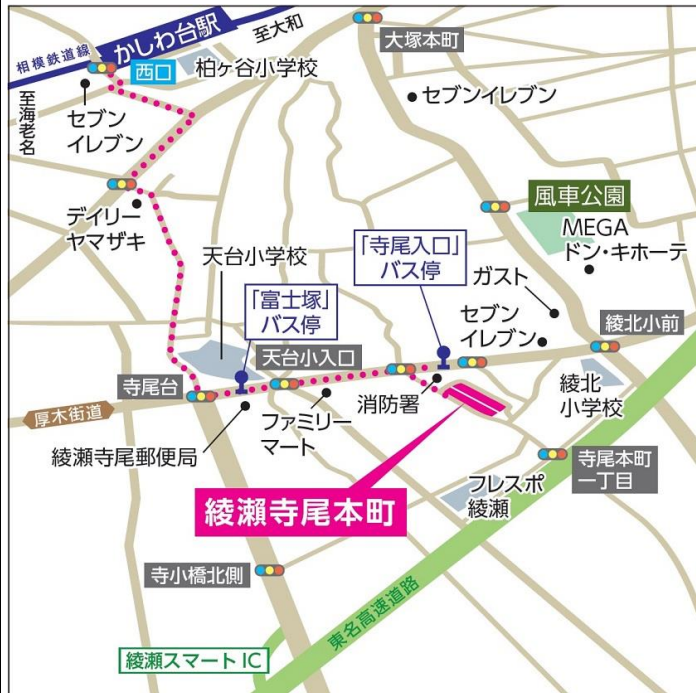 かしわ台駅
至大和
相模鉄道線
西口
柏ヶ谷小学校
大塚本町
至海老名
セブン
イレブン
セブンイレブン
デイリー
ヤマザキ
風車公園
MEGA
ドン・キホーテ
天台小学校
「寺尾入口」
バス停
ガスト
「富士塚」
バス停
セブン
イレブン
綾北小前
天台小入口
寺尾台
綾北
小学校
厚木街道
ファミリー
マート
消防署
綾瀬寺尾郵便局
寺尾本町
一丁目
フレスポ
綾瀬
綾瀬寺尾本町
寺小橋北側
東名高速道路
綾瀬スマートIC